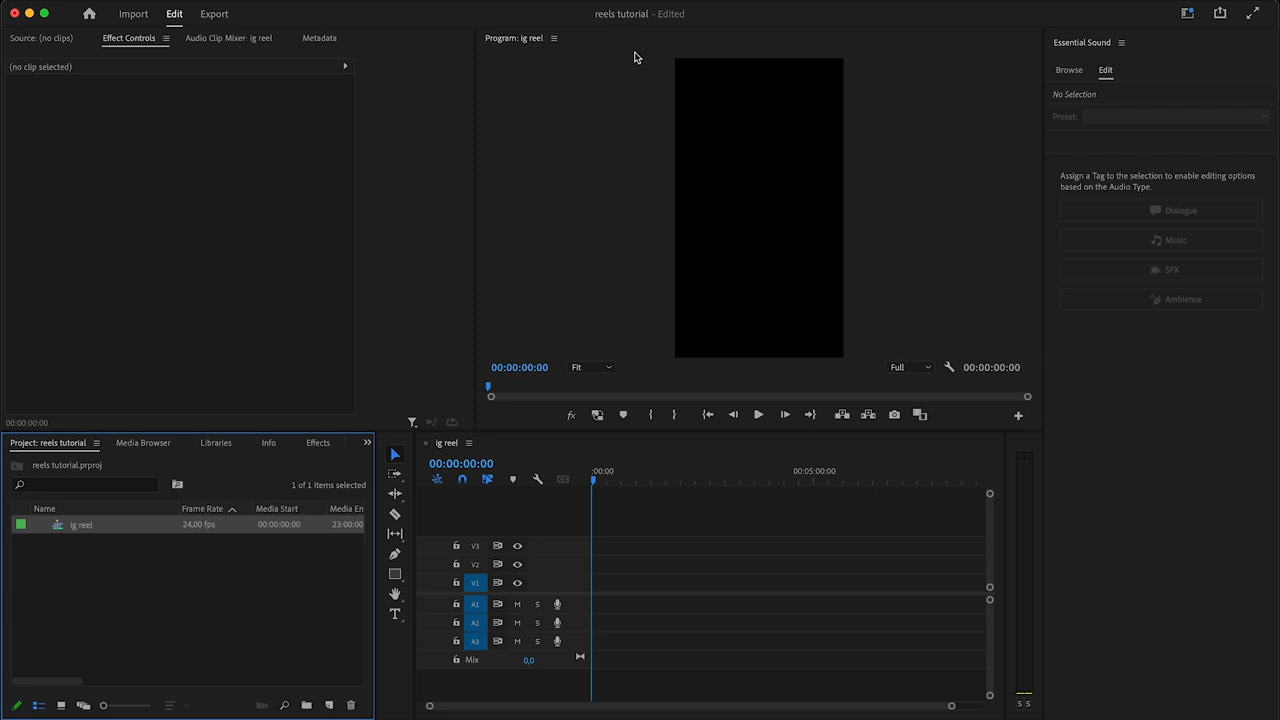 Import
Edit
Export
reels tutorial - Edited
Source: (no clips)
Effect Controls
Audio Clip Mixer: ig reel
Metadata
(no clip selected)
00:00:00:00
Program: ig reel
00:00:00:00
Fit
Full
00:00:00:00
fx
Essential Sound
Browse
Edit
No Selection
Preset:
Assign a Tag to the selection to enable editing options
based on the Audio Type.
Dialogue
Music
SFX
Ambience
Project: reels tutorial
Media Browser
Libraries
Info
Effects
reels tutorial.prproj
1 of 1 items selected
Name
Frame Rate
Media Start
Media En
ig reel
24,00 fps
00:00:00:00
23:00:00
T
ig reel
00:00:00:00
:00:00
00:05:00:00
V3
V2
V1
A1 M S
A2 M S
A3 M S
Mix 0,0
S S